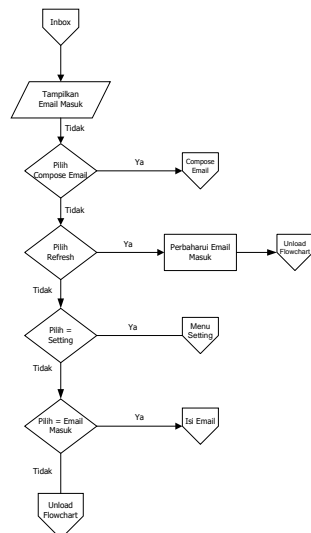 Inbox
Tampilkan
Email Masuk
Tidak
Pilih
Compose Email
Ya
Compose
Email
Tidak
Pilih
Refresh
Ya
Perbaharui Email
Masuk
Unload
Flowchart
Tidak
Pilih =
Setting
Ya
Menu
Setting
Tidak
Pilih = Email
Masuk
Ya
Isi Email
Tidak
Unload
Flowchart